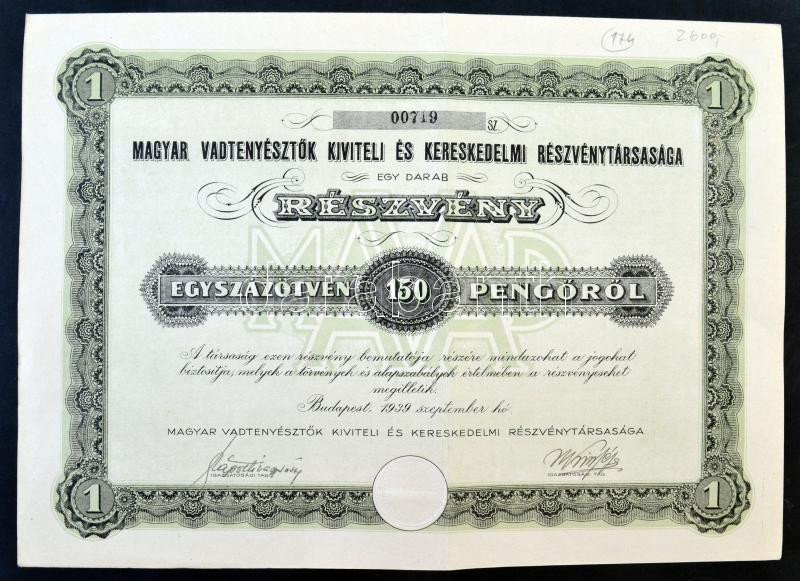 174 2600,-
1 1
00719 SZ.
MAGYAR VADTENYÉSZTŐK KIVITELI ÉS KERESKEDELMI RÉSZVÉNYTÁRSASÁGA
EGY DARAB
RÉSZVÉNY
MAVAD
EGYSZÁZÖTVEN 150 PENGŐRŐL
A társaság ezen részvény bemutatója részére mindazokat a jogokat
biztosítja, melyek a törvények és alapszabályok értelmében a részvényeseket
megilletik.
Budapest, 1939 szeptember hó.
MAGYAR VADTENYÉSZTŐK KIVITELI ÉS KERESKEDELMI RÉSZVÉNYTÁRSASÁGA
IGAZGATÓSÁGI TAG IGAZGATÓSÁGI TAG
1 1